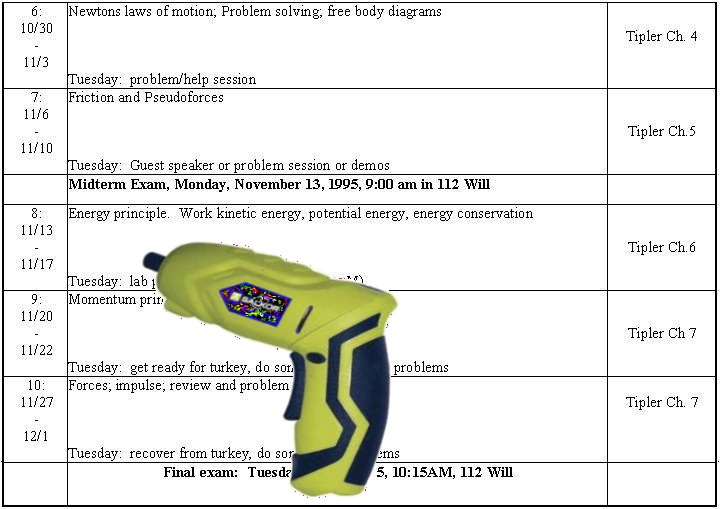 6:
10/30
-
11/3
Newtons laws of motion; Problem solving; free body diagrams
Tuesday: problem/help session
Tipler Ch. 4
7:
11/6
-
11/10
Friction and Pseudoforces
Tuesday: Guest speaker or problem session or demos
Tipler Ch.5
Midterm Exam, Monday, November 13, 1995, 9:00 am in 112 Will
8:
11/13
-
11/17
Energy principle. Work kinetic energy, potential energy, energy conservation
Tuesday: lab
Tipler Ch.6
9:
11/20
-
11/22
Momentum
Tuesday: get ready for turkey, do problems
Tipler Ch 7
10:
11/27
-
12/1
Forces; impulse; review and problem
Tuesday: recover from turkey, do
Tipler Ch. 7
Final exam: 5, 10:15AM, 112 Will